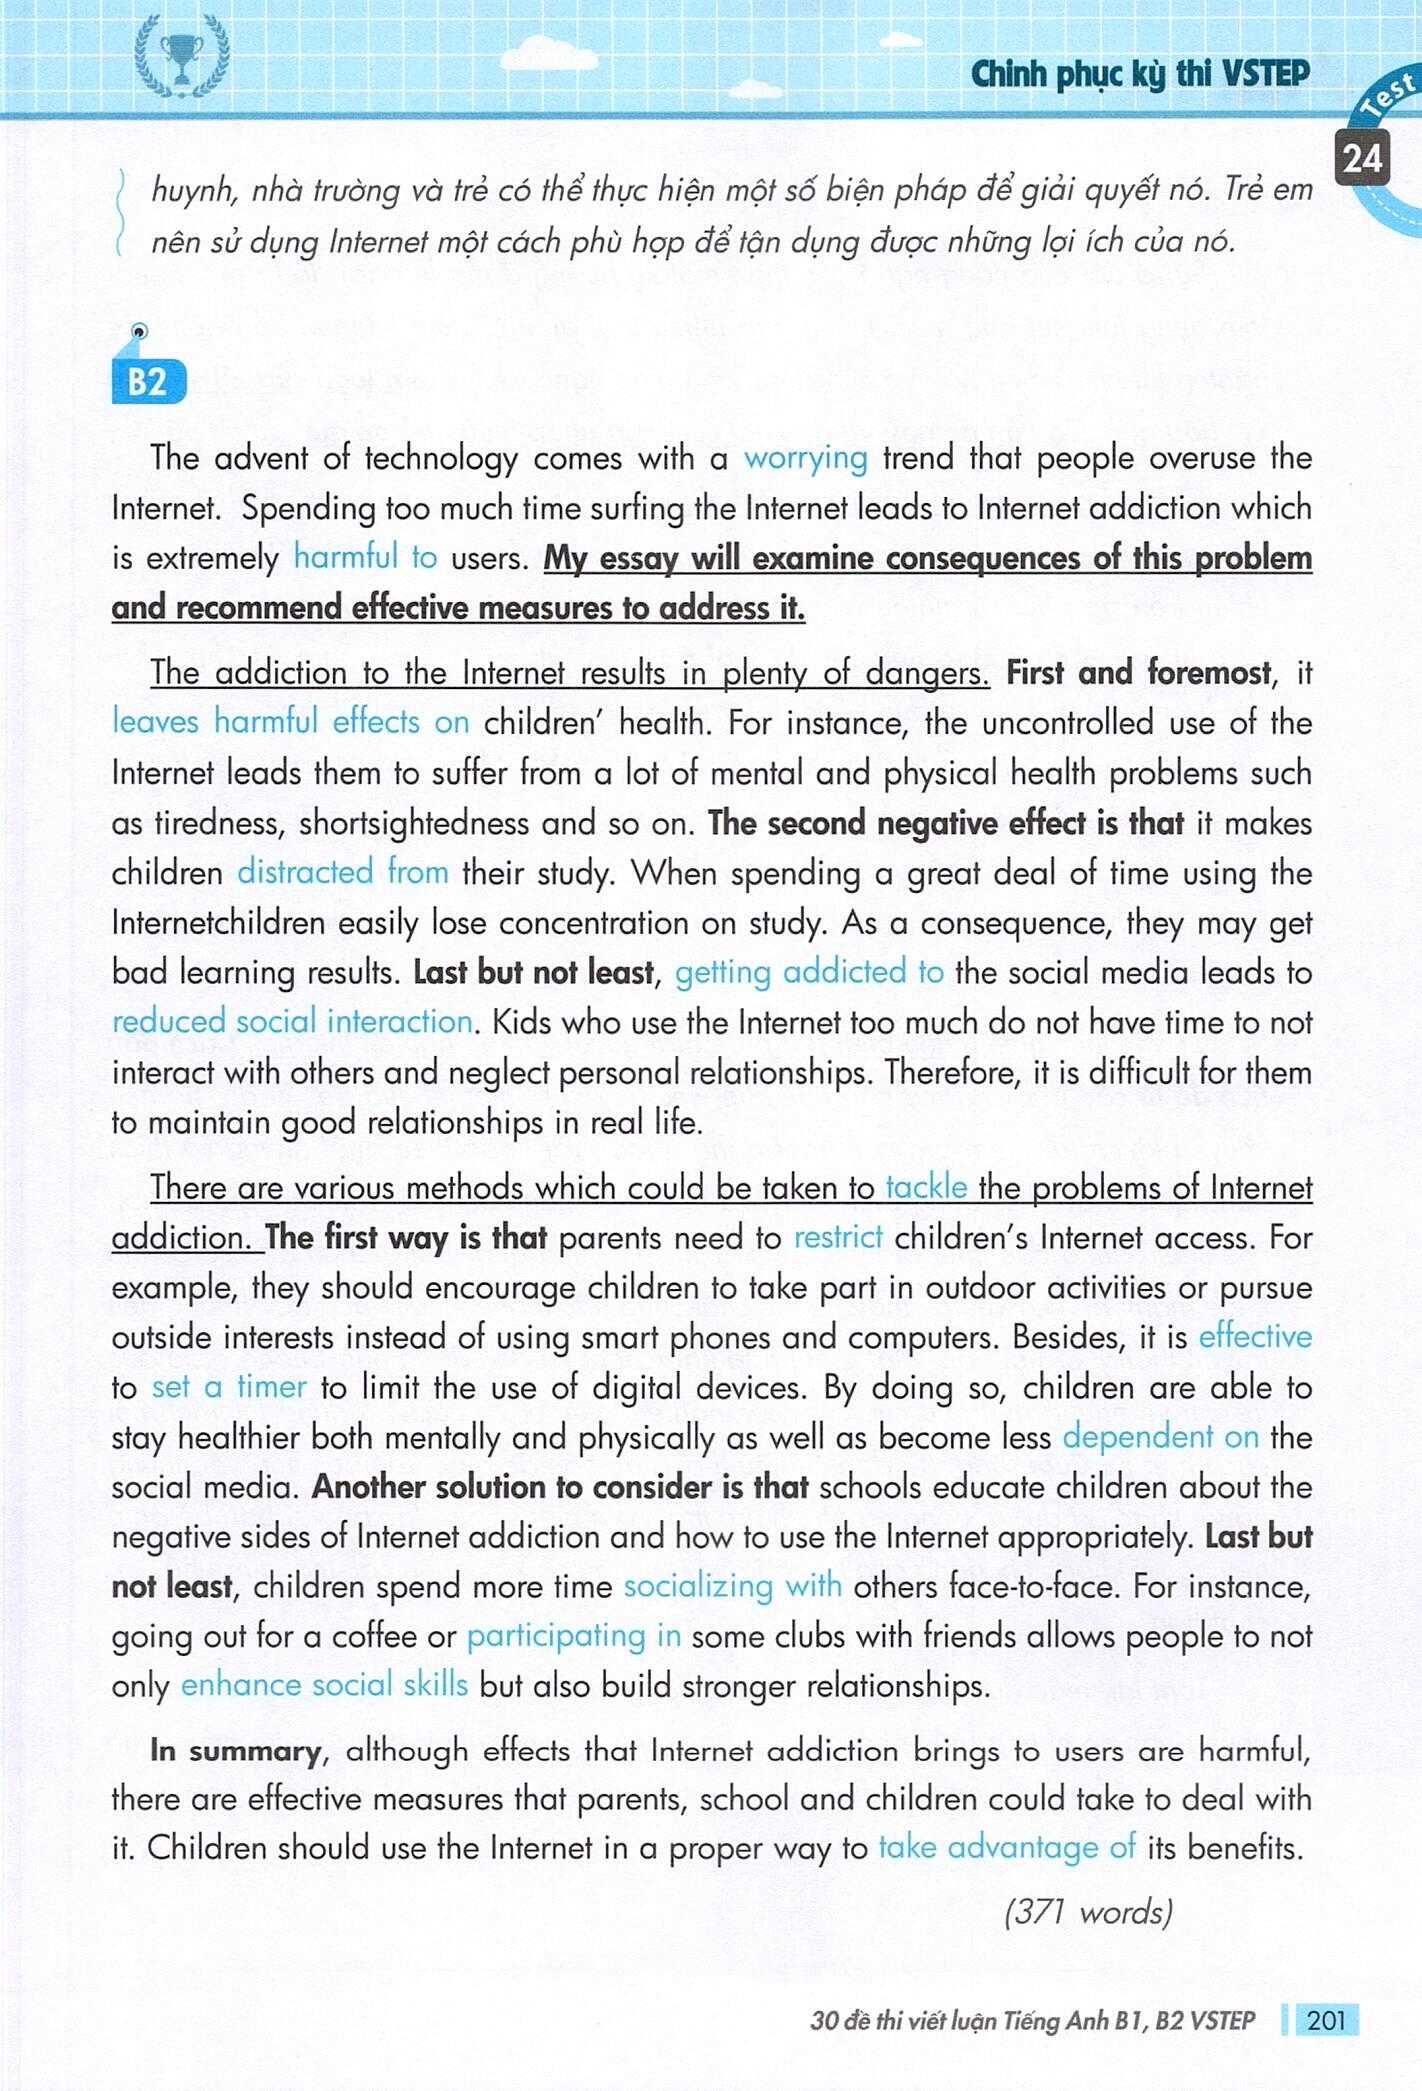 Chinh phục kỳ thi VSTEP
Test
24
huynh, nhà trường và trẻ có thể thực hiện một số biện pháp để giải quyết nó. Trẻ em
nên sử dụng Internet một cách phù hợp để tận dụng được những lợi ích của nó.
B2
The advent of technology comes with a worrying trend that people overuse the
Internet. Spending too much time surfing the Internet leads to Internet addiction which
is extremely harmful to users. My essay will examine consequences of this problem
and recommend effective measures to address it.
The addiction to the Internet results in plenty of dangers. First and foremost, it
leaves harmful effects on children' health. For instance, the uncontrolled use of the
Internet leads them to suffer from a lot of mental and physical health problems such
as tiredness, shortsightedness and so on. The second negative effect is that it makes
children distracted from their study. When spending a great deal of time using the
Internetchildren easily lose concentration on study. As a consequence, they may get
bad learning results. Last but not least, getting addicted to the social media leads to
reduced social interaction. Kids who use the Internet too much do not have time to not
interact with others and neglect personal relationships. Therefore, it is difficult for them
to maintain good relationships in real life.
There are various methods which could be taken to tackle the problems of Internet
addiction. The first way is that parents need to restrict children's Internet access. For
example, they should encourage children to take part in outdoor activities or pursue
outside interests instead of using smart phones and computers. Besides, it is effective
to set a timer to limit the use of digital devices. By doing so, children are able to
stay healthier both mentally and physically as well as become less dependent on the
social media. Another solution to consider is that schools educate children about the
negative sides of Internet addiction and how to use the Internet appropriately. Last but
not least, children spend more time socializing with others face-to-face. For instance,
going out for a coffee or participating in some clubs with friends allows people to not
only enhance social skills but also build stronger relationships.
In summary, although effects that Internet addiction brings to users are harmful,
there are effective measures that parents, school and children could take to deal with
it. Children should use the Internet in a proper way to take advantage of its benefits.
(371 words)
30 đề thi viết luận Tiếng Anh B1, B2 VSTEP 201